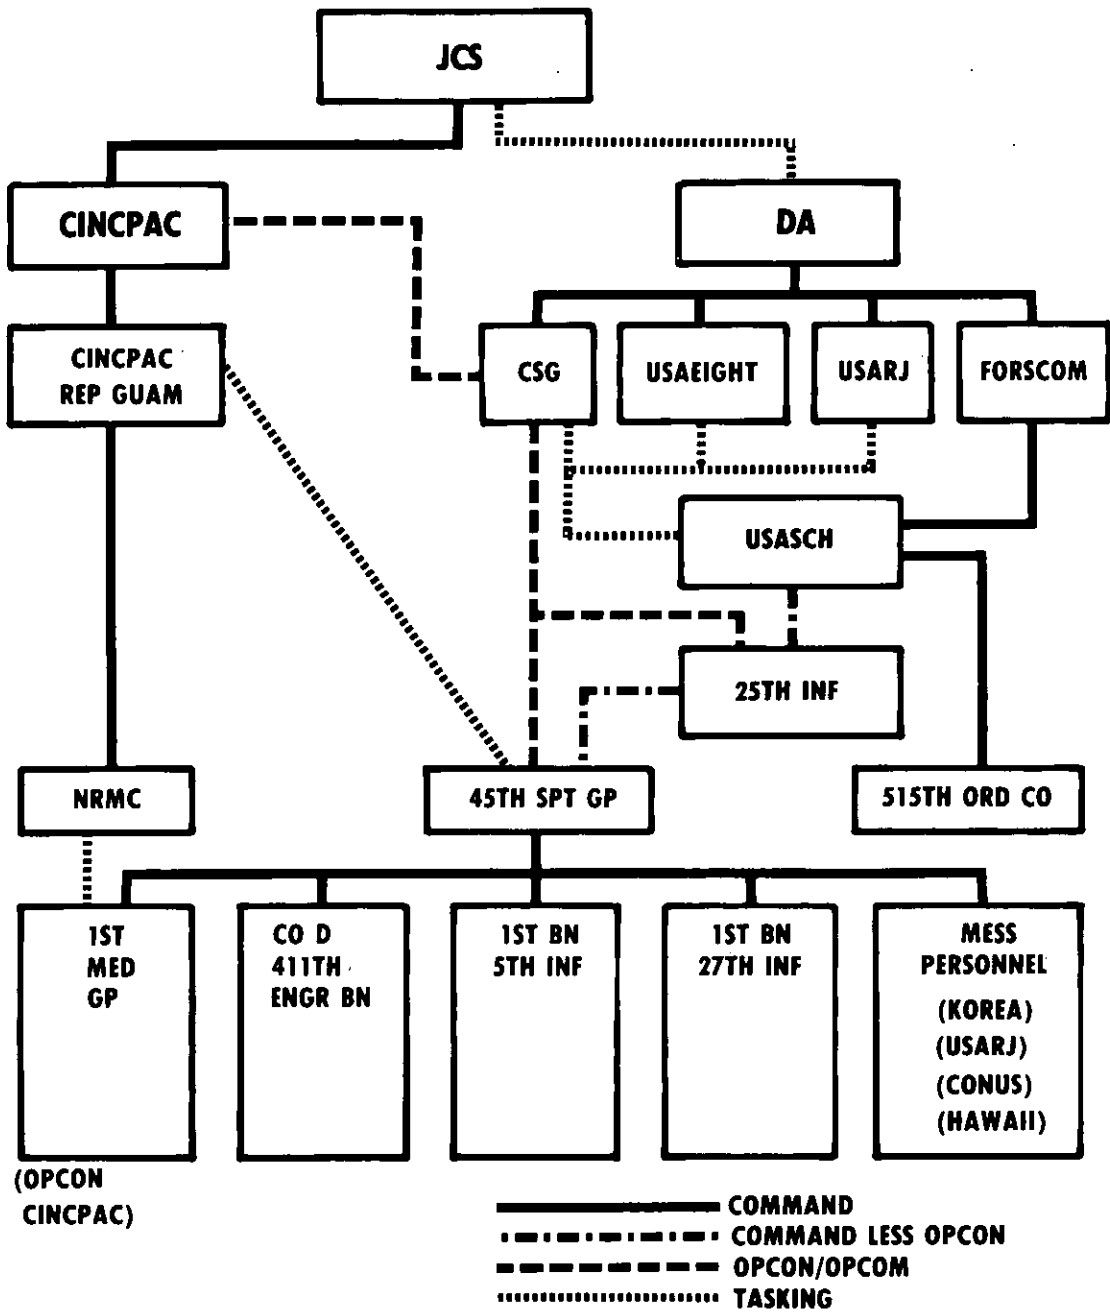 JCS
CINCPAC
DA
CINCPAC
REP GUAM
CSG
USAEIGHT
USARJ
FORSCOM
USASCH
25TH INF
NRMC
45TH SPT GP
515TH ORD CO
1ST
MED
GP
CO D
411TH
ENGR BN
1ST BN
5TH INF
1ST BN
27TH INF
MESS
PERSONNEL
(KOREA)
(USARJ)
(CONUS)
(HAWAII)
(OPCON
CINCPAC)
COMMAND
COMMAND LESS OPCON
OPCON/OPCOM
TASKING